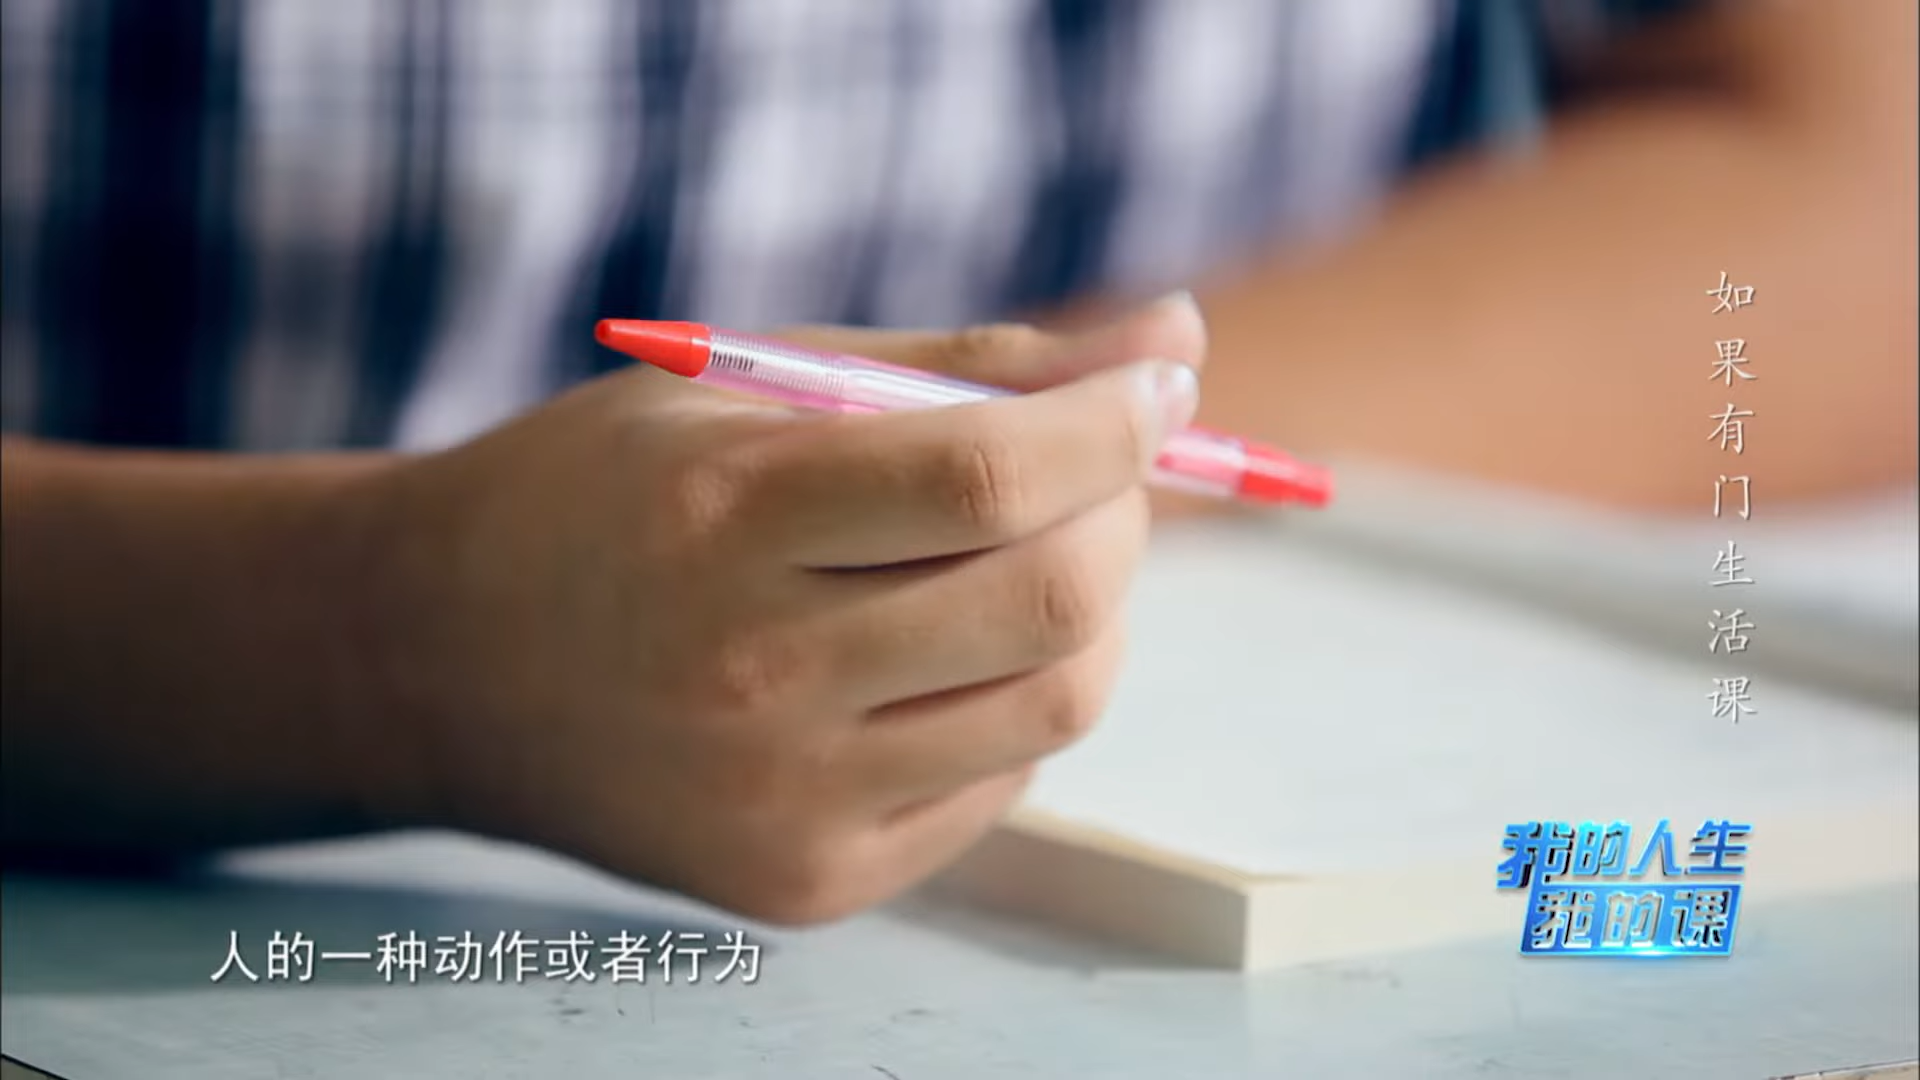 如果有门生活课
我的人生
我的课
人的一种动作或者行为